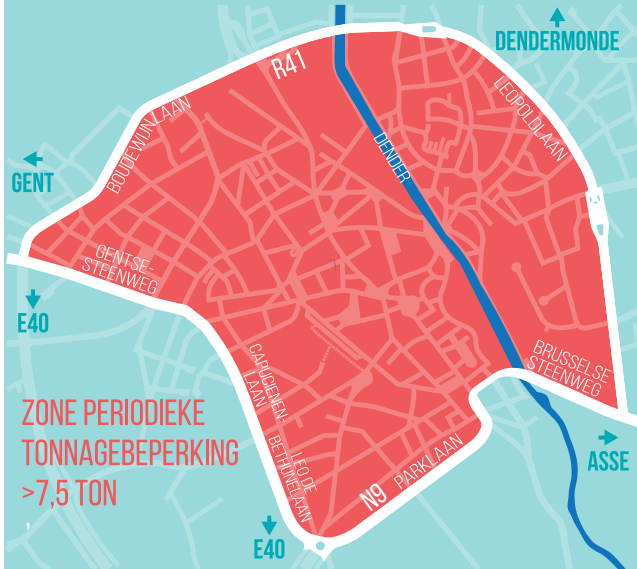 DENDERMONDE
R41
LEOPOLDLAAN
BOUDEWIJNLAAN
DENDER
GENT
GENTSE-
STEENWEG
E40
CAPUCIENEN-
LAAN
BRUSSELSE
STEENWEG
ZONE PERIODIEKE
TONNAGEBEPERKING
>7,5 TON
LEO DE
BETHUNELAAN
N9 PARKLAAN
ASSE
E40